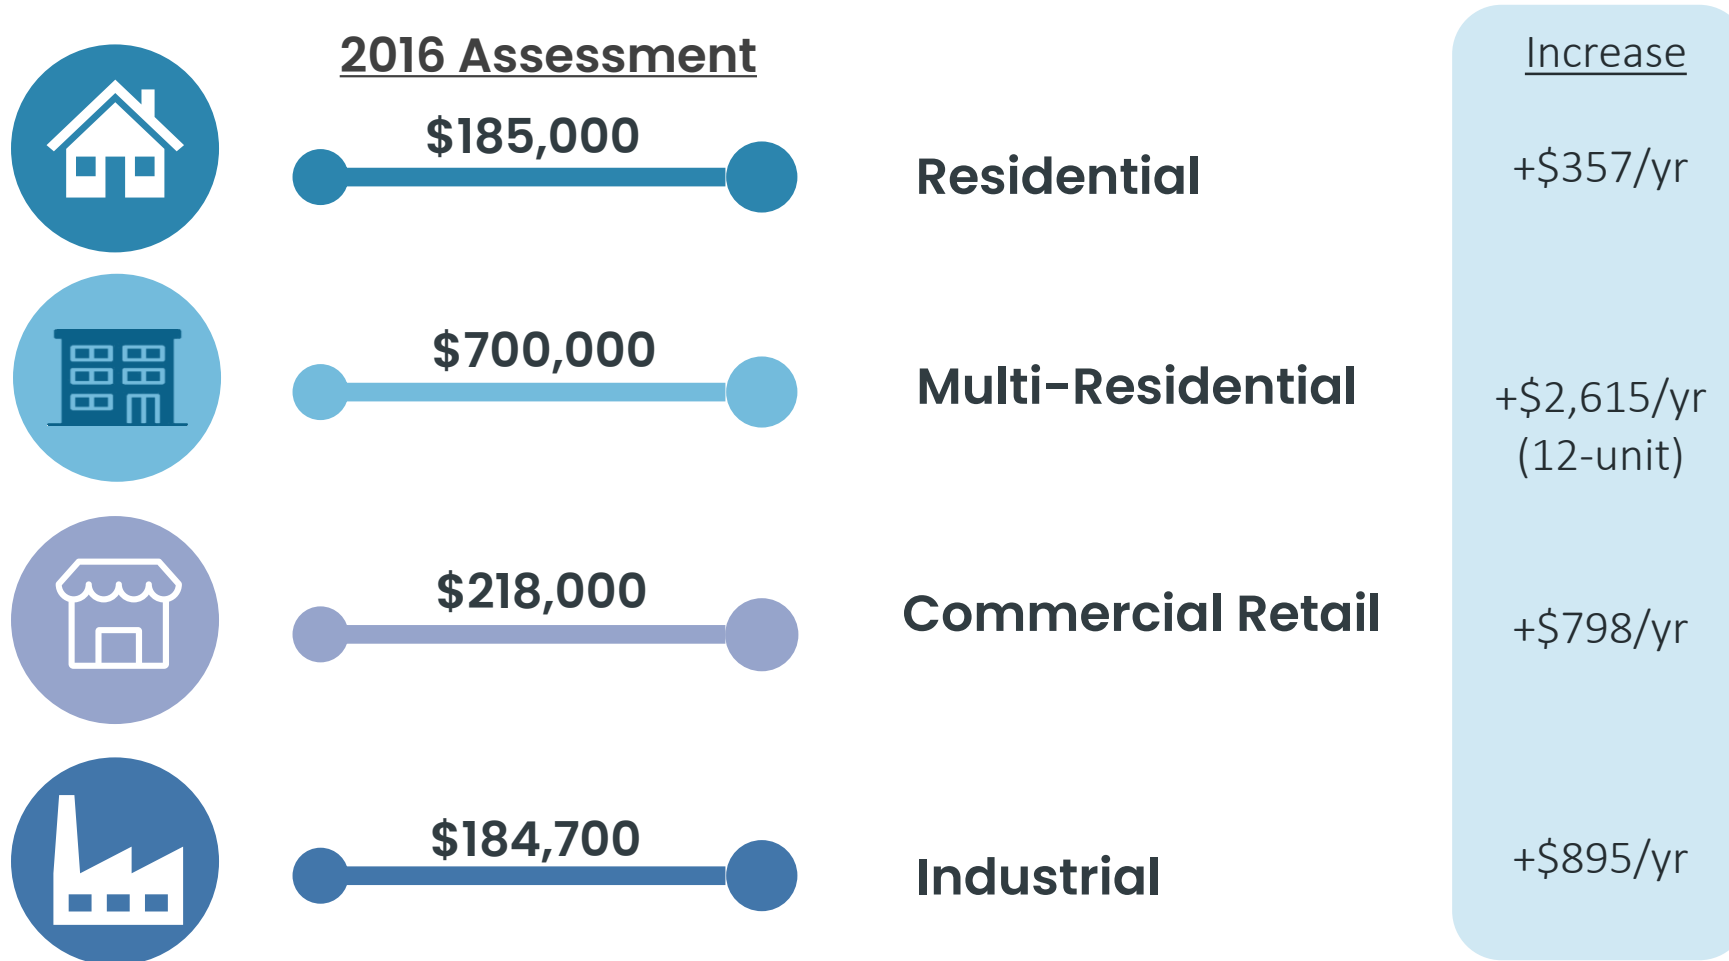 2016 Assessment
Increase
$185,000
Residential
+$357/yr
$700,000
Multi-Residential
+$2,615/yr
(12-unit)
$218,000
Commercial Retail
+$798/yr
$184,700
Industrial
+$895/yr